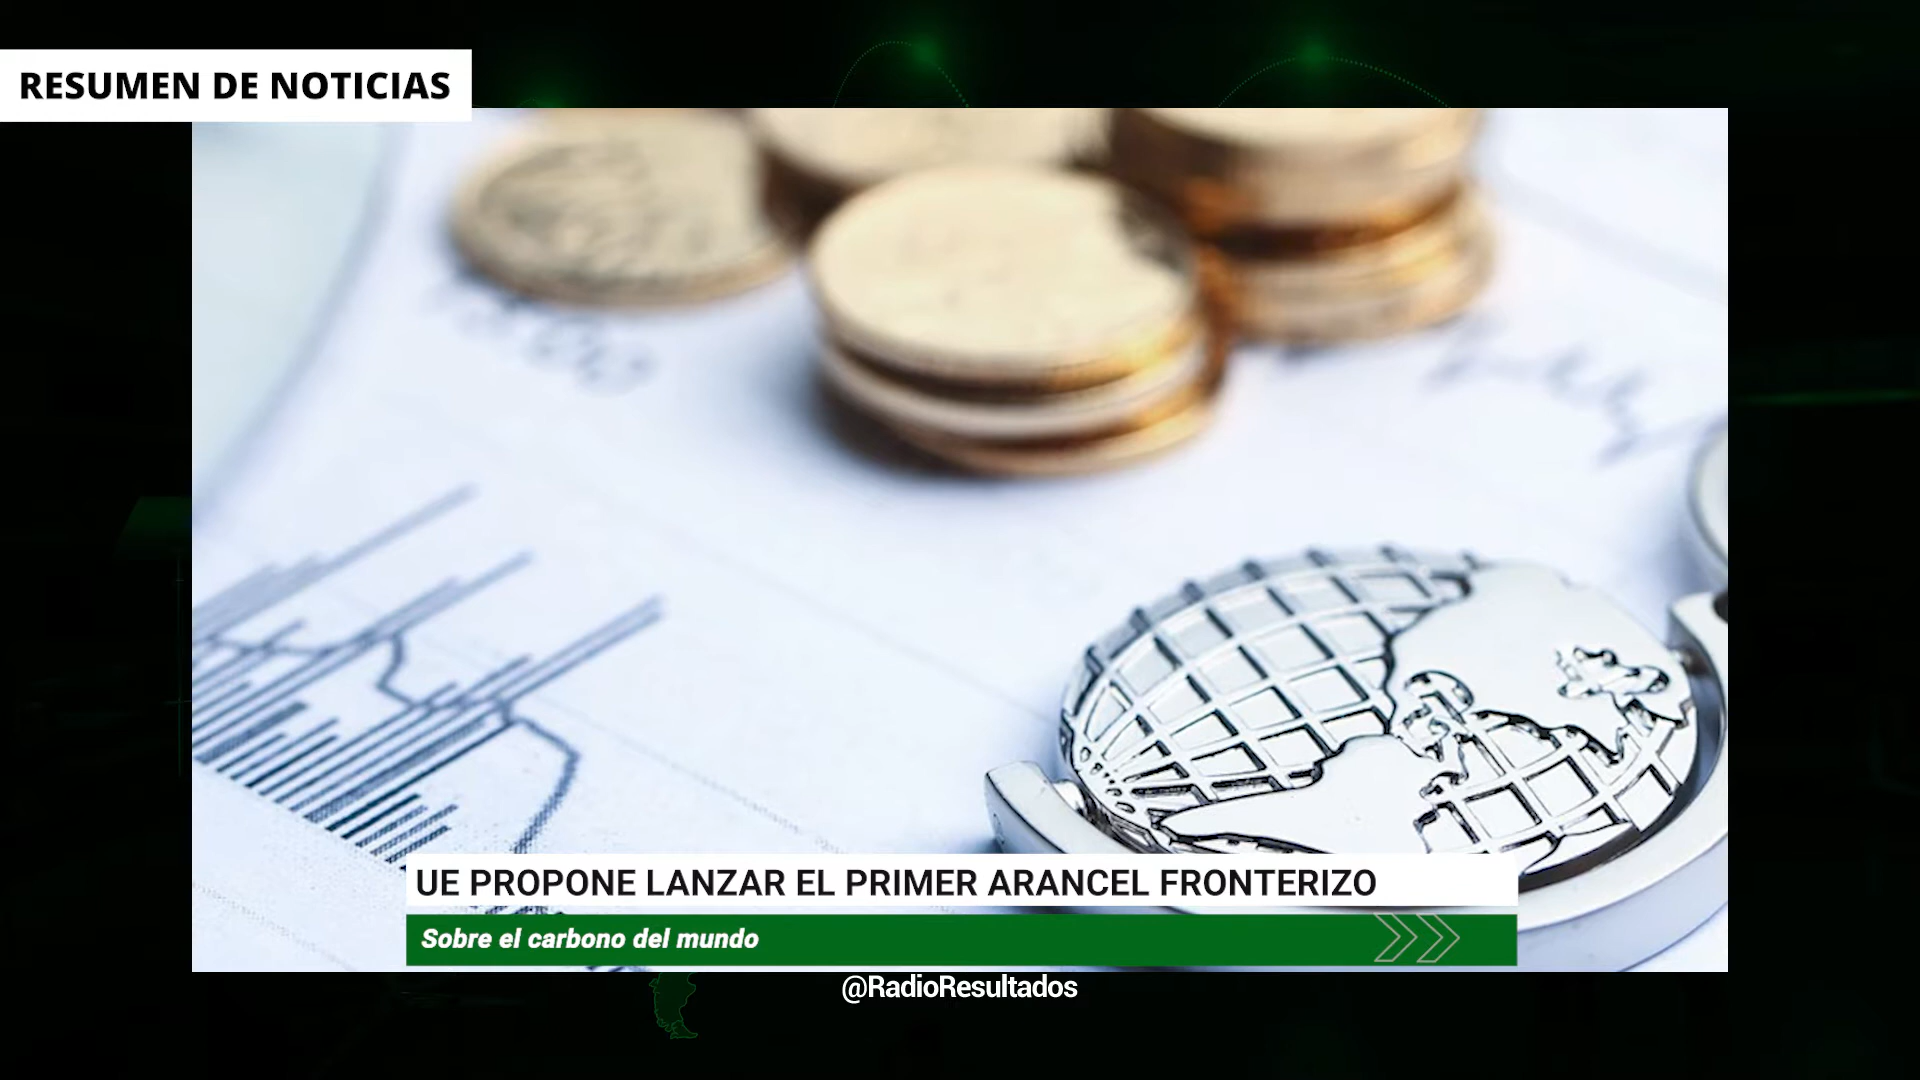 RESUMEN DE NOTICIAS
UE PROPONE LANZAR EL PRIMER ARANCEL FRONTERIZO
Sobre el carbono del mundo
@RadioResultados